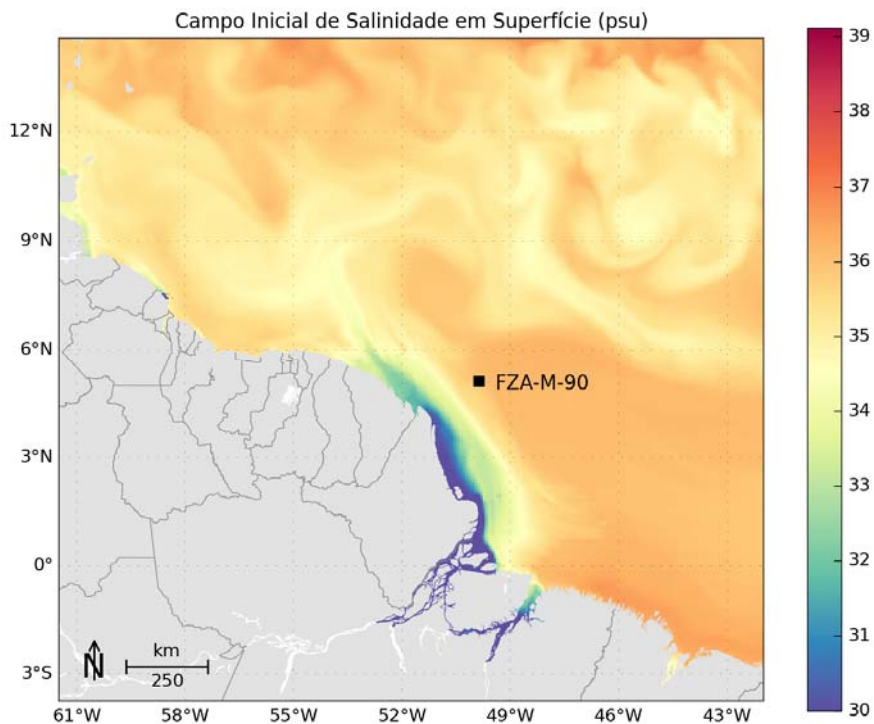 Campo Inicial de Salinidade em Superfície (psu)
39
38
37
36
35
34
33
32
31
30
12°N
9°N
6°N
3°N
0°
3°S
FZA-M-90
N
km
250
61°W 58°W 55°W 52°W 49°W 46°W 43°W